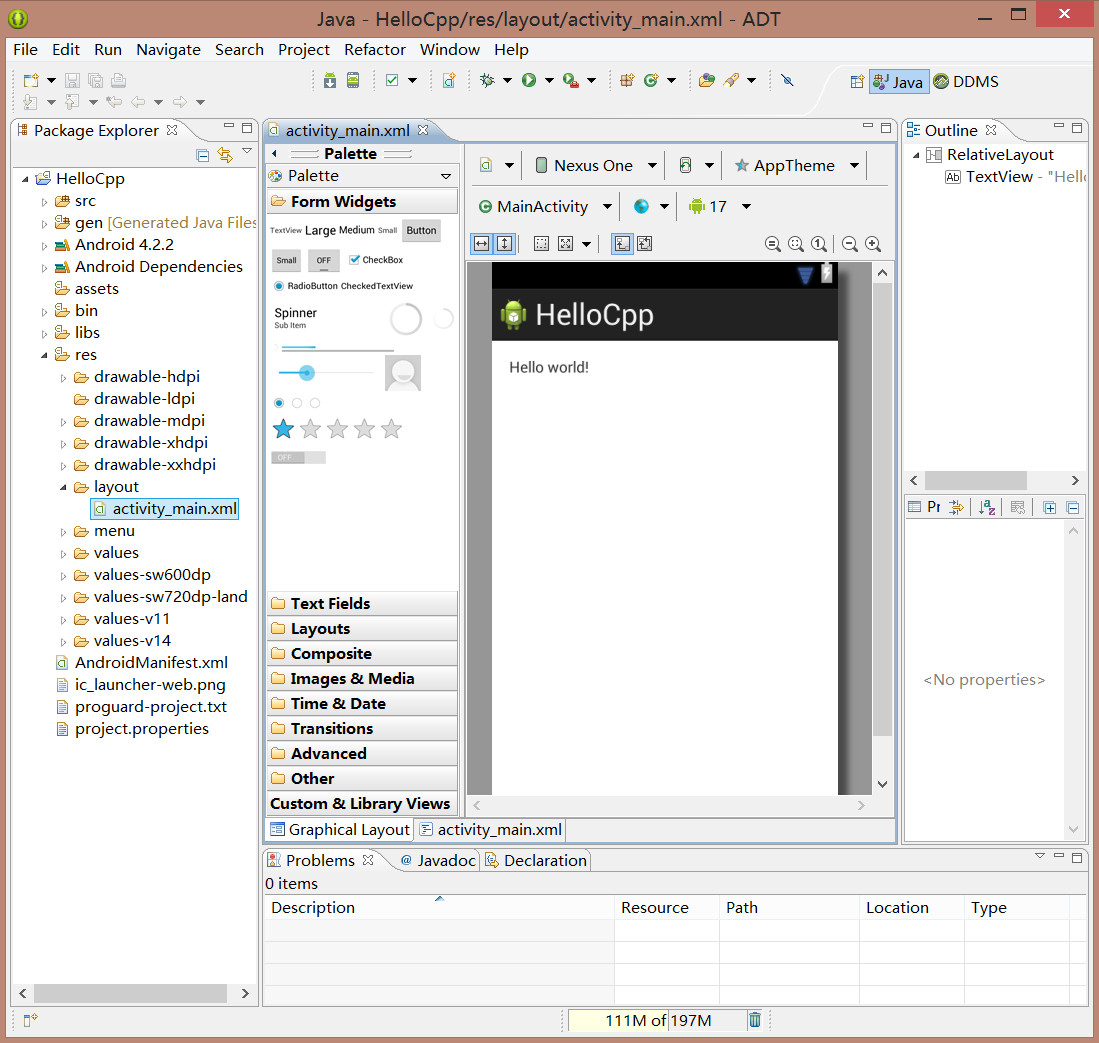 Java - HelloCpp/res/layout/activity_main.xml - ADT
File Edit Run Navigate Search Project Refactor Window Help
Java DDMS
Package Explorer
HelloCpp
src
gen [Generated Java Files
Android 4.2.2
Android Dependencies
assets
bin
libs
res
drawable-hdpi
drawable-ldpi
drawable-mdpi
drawable-xhdpi
drawable-xxhdpi
layout
activity_main.xml
menu
values
values-sw600dp
values-sw720dp-land
values-v11
values-v14
AndroidManifest.xml
ic_launcher-web.png
proguard-project.txt
project.properties
activity_main.xml
Palette
Palette
Form Widgets
TextView Large Medium Small Button
Small OFF CheckBox
RadioButton CheckedTextView
Spinner
Sub Item
OFF
Text Fields
Layouts
Composite
Images & Media
Time & Date
Transitions
Advanced
Other
Custom & Library Views
Graphical Layout activity_main.xml
Nexus One AppTheme
MainActivity 17
1
HelloCpp
Hello world!
Outline
RelativeLayout
Ab TextView - "Hello
Pr
<No properties>
Problems @ Javadoc Declaration
0 items
Description Resource Path Location Type
111M of 197M